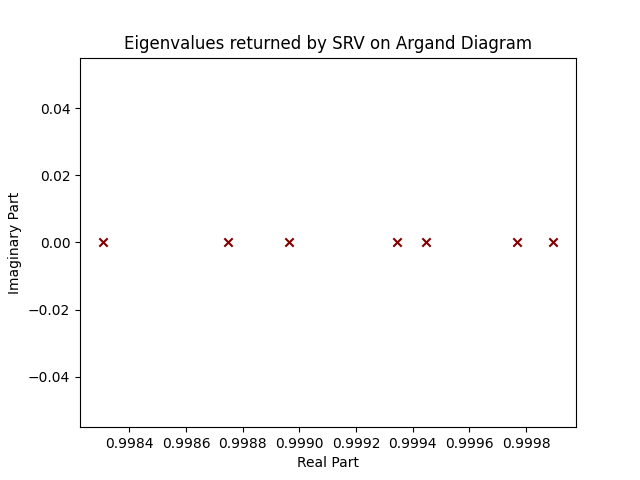 Eigenvalues returned by SRV on Argand Diagram
Imaginary Part
0.04
0.02
0.00
−0.02
−0.04
0.9984 0.9986 0.9988 0.9990 0.9992 0.9994 0.9996 0.9998
Real Part